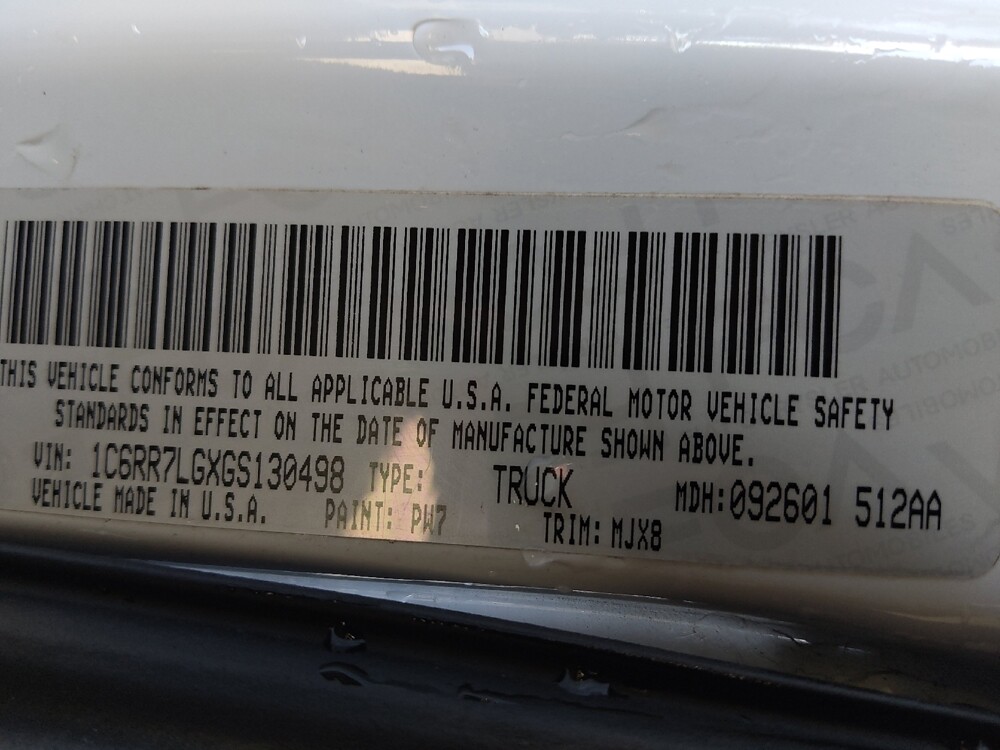 THIS VEHICLE CONFORMS TO ALL APPLICABLE U.S.A. FEDERAL MOTOR VEHICLE SAFETY
STANDARDS IN EFFECT ON THE DATE OF MANUFACTURE SHOWN ABOVE.
VIN: 1C6RR7LGXGS130498 TYPE: TRUCK MDH: 092601 512AA
VEHICLE MADE IN U.S.A. PAINT: PW7 TRIM: MJX8